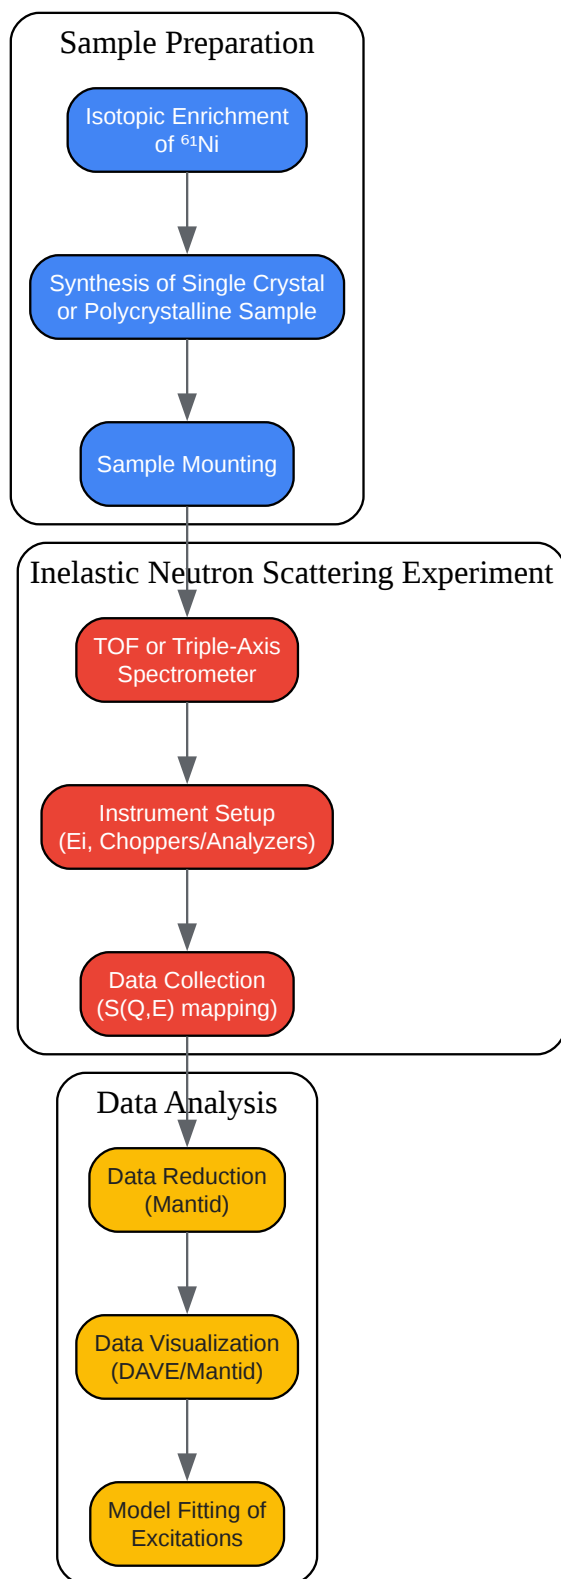 Sample Preparation
Isotopic Enrichment
of ⁶¹Ni
Synthesis of Single Crystal
or Polycrystalline Sample
Sample Mounting
Inelastic Neutron Scattering Experiment
TOF or Triple-Axis
Spectrometer
Instrument Setup
(Ei, Choppers/Analyzers)
Data Collection
(S(Q,E) mapping)
Data Analysis
Data Reduction
(Mantid)
Data Visualization
(DAVE/Mantid)
Model Fitting of
Excitations